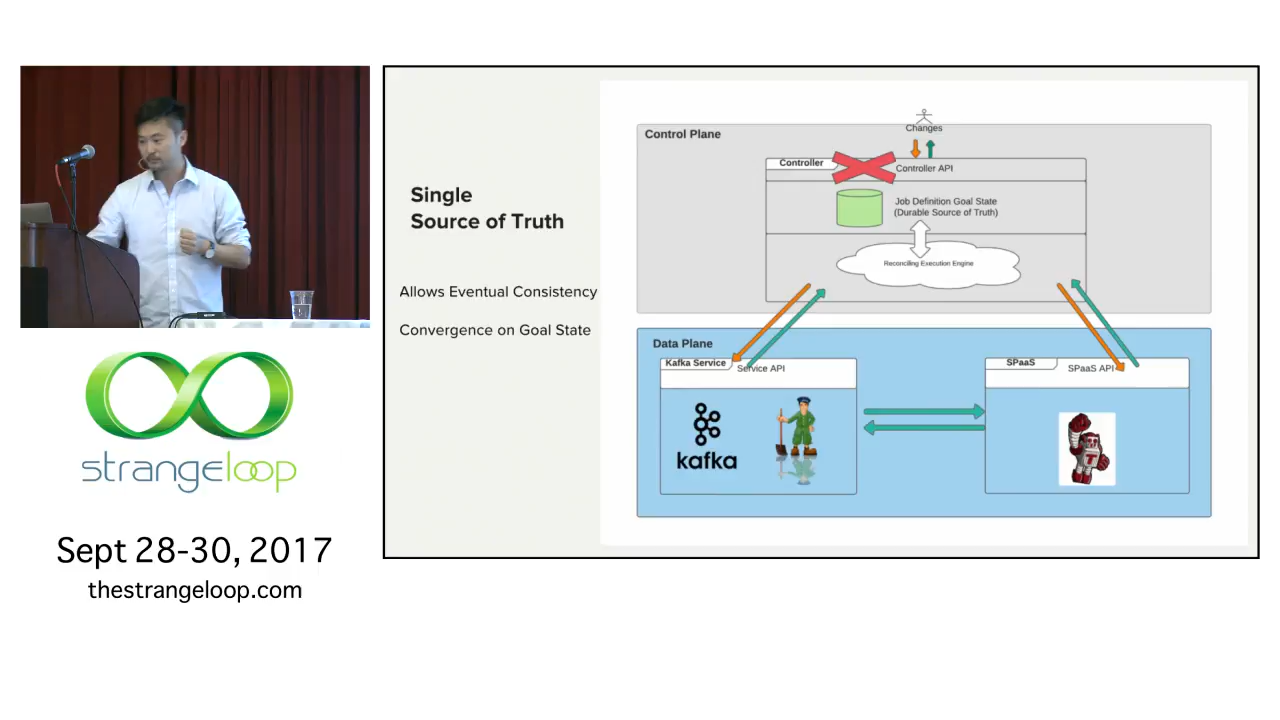 Single
Source of Truth
Allows Eventual Consistency
Convergence on Goal State
Changes
Control Plane
Controller
Controller API
Job Definition Goal State
(Durable Source of Truth)
Reconciling Execution Engine
Data Plane
Kafka Service
Service API
kafka
SPaaS
SPaaS API
T
strangeloop
Sept 28-30, 2017
thestrangeloop.com